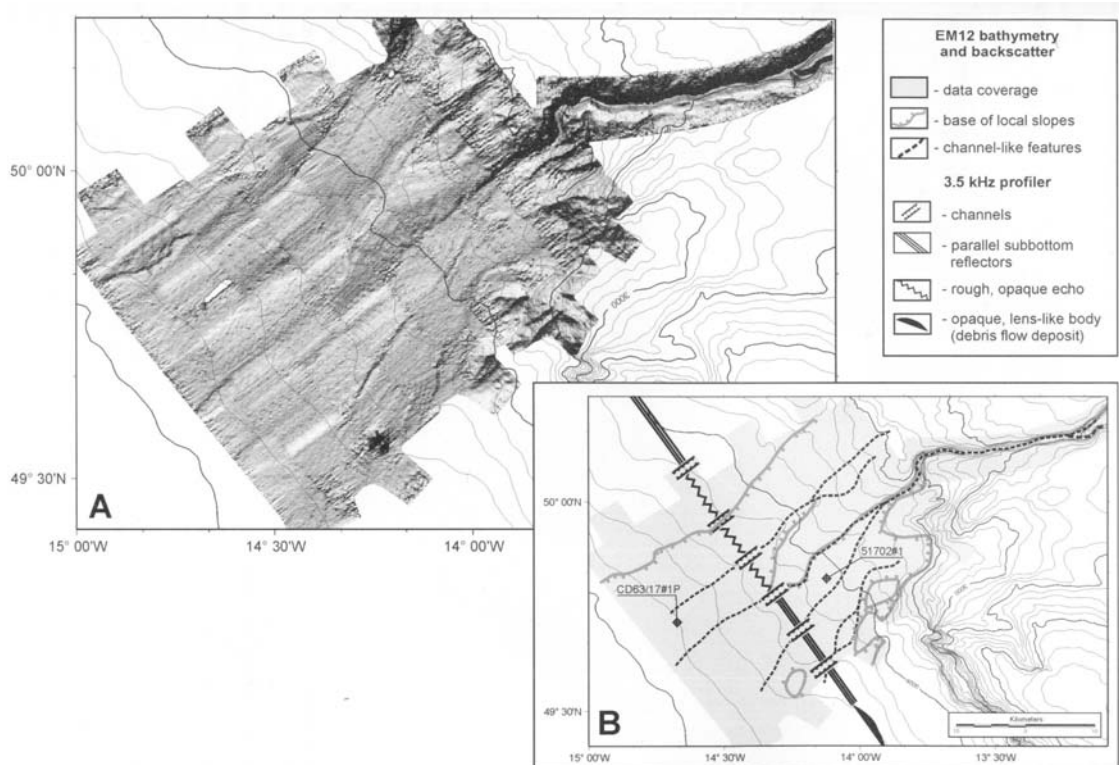 EM12 bathymetry
and backscatter
- data coverage
- base of local slopes
- channel-like features
3.5 kHz profiler
- channels
- parallel subbottom
reflectors
- rough, opaque echo
- opaque, lens-like body
(debris flow deposit)
50° 00'N
49° 30'N
A
3000
15° 00'W
14° 30'W
14° 00'W
50° 00'N
51702#1
CD63/17#1P
3000
49° 30'N
B
Kilometers
15° 00'W
14° 30'W
14° 00'W
13° 30'W